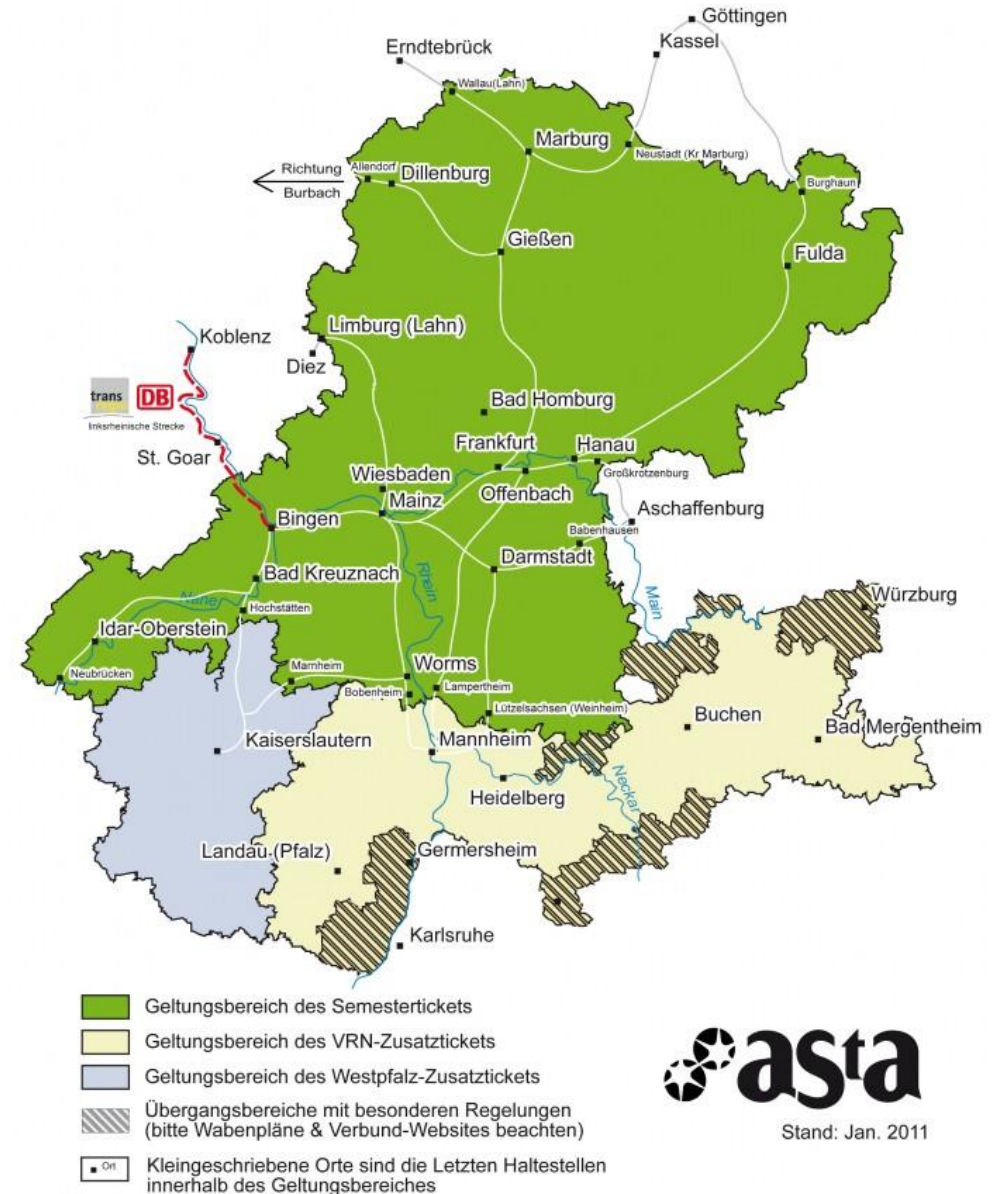 Göttingen
Kassel
Erndtebrück
Wallau(Lahn)
Marburg
Neustadt (Kr Marburg)
Richtung
Burbach
Allendorf
Dillenburg
Burghaun
Gießen
Fulda
Limburg (Lahn)
Koblenz
Diez
trans
DB
linksrheinische Strecke
St. Goar
Bad Homburg
Frankfurt
Hanau
Großkrotzenburg
Wiesbaden
Mainz
Offenbach
Aschaffenburg
Bingen
Babenhausen
Darmstadt
Rhein
Main
Bad Kreuznach
Nahe
Hochstätten
Würzburg
Idar-Oberstein
Neubrücken
Marnheim
Worms
Bobenheim
Lampertheim
Lützelsachsen (Weinheim)
Buchen
Bad Mergentheim
Kaiserslautern
Mannheim
Heidelberg
Neckar
Landau (Pfalz)
Germersheim
Karlsruhe
Geltungsbereich des Semestertickets
Geltungsbereich des VRN-Zusatztickets
Geltungsbereich des Westpfalz-Zusatztickets
Übergangsbereiche mit besonderen Regelungen
(bitte Wabenpläne & Verbund-Websites beachten)
Ort
Kleingeschriebene Orte sind die Letzten Haltestellen
innerhalb des Geltungsbereiches
asta
Stand: Jan. 2011